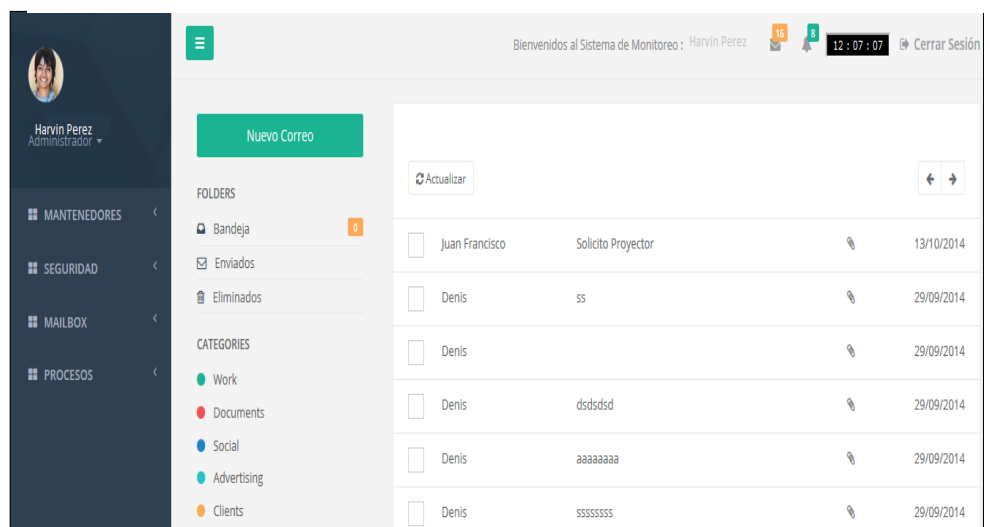 Harvin Perez
Administrador
MANTENEDORES
SEGURIDAD
MAILBOX
PROCESOS
Bienvenidos al Sistema de Monitoreo : Harvin Perez 16 8 12 : 07 : 07 Cerrar Sesión
Nuevo Correo
FOLDERS
Bandeja 0
Enviados
Eliminados
CATEGORIES
Work
Documents
Social
Advertising
Clients
Actualizar
Juan Francisco Solicito Proyector 13/10/2014
Denis ss 29/09/2014
Denis 29/09/2014
Denis dsdsdsd 29/09/2014
Denis aaaaaaaa 29/09/2014
Denis ssssssss 29/09/2014